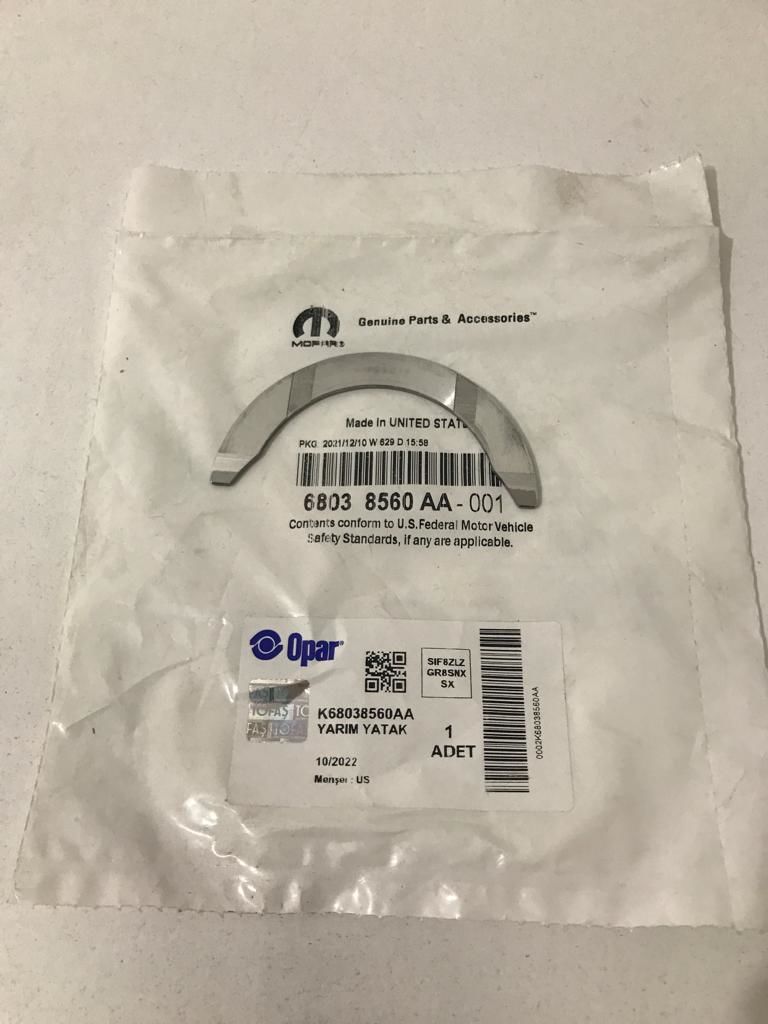 MOPAR®
Genuine Parts & Accessories™
Made in UNITED STATE
PKG: 2021/12/10 W 629 D 15:58
6803 8560 AA - 001
Contents conform to U.S.Federal Motor Vehicle
Safety Standards, if any are applicable.
Opar®
SIF8ZLZ
GR8SNX
SX
TOFAŞ
K68038560AA
YARIM YATAK
1
ADET
10/2022
Menşei : US
0002K68038560AA